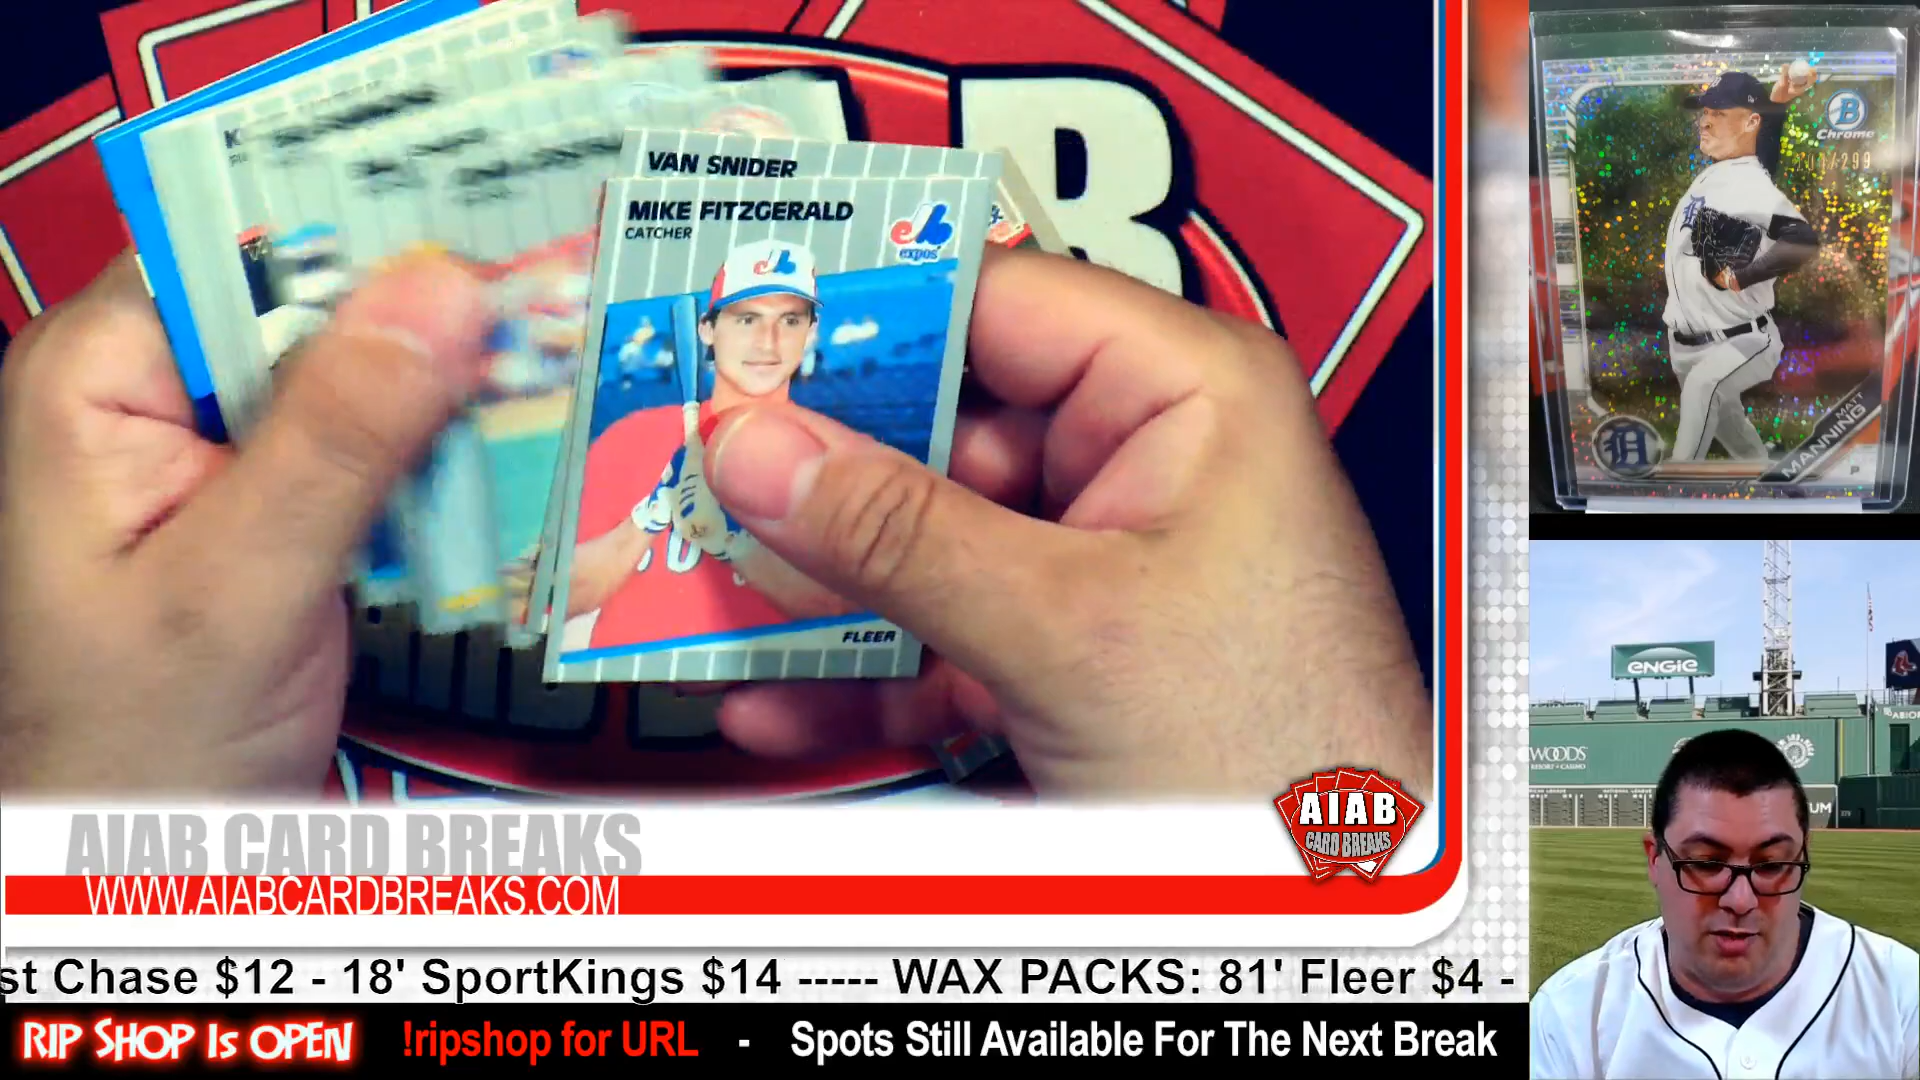 VAN SNIDER
MIKE FITZGERALD
CATCHER
expos
FLEER
B
Chrome
MATT
MANNING
P
engie
WOODS
AIAB
CARD BREAKS
AIAB CARD BREAKS
WWW.AIABCARDBREAKS.COM
st Chase $12 - 18' SportKings $14 ----- WAX PACKS: 81' Fleer $4 -
RIP SHOP IS OPEN
!ripshop for URL - Spots Still Available For The Next Break